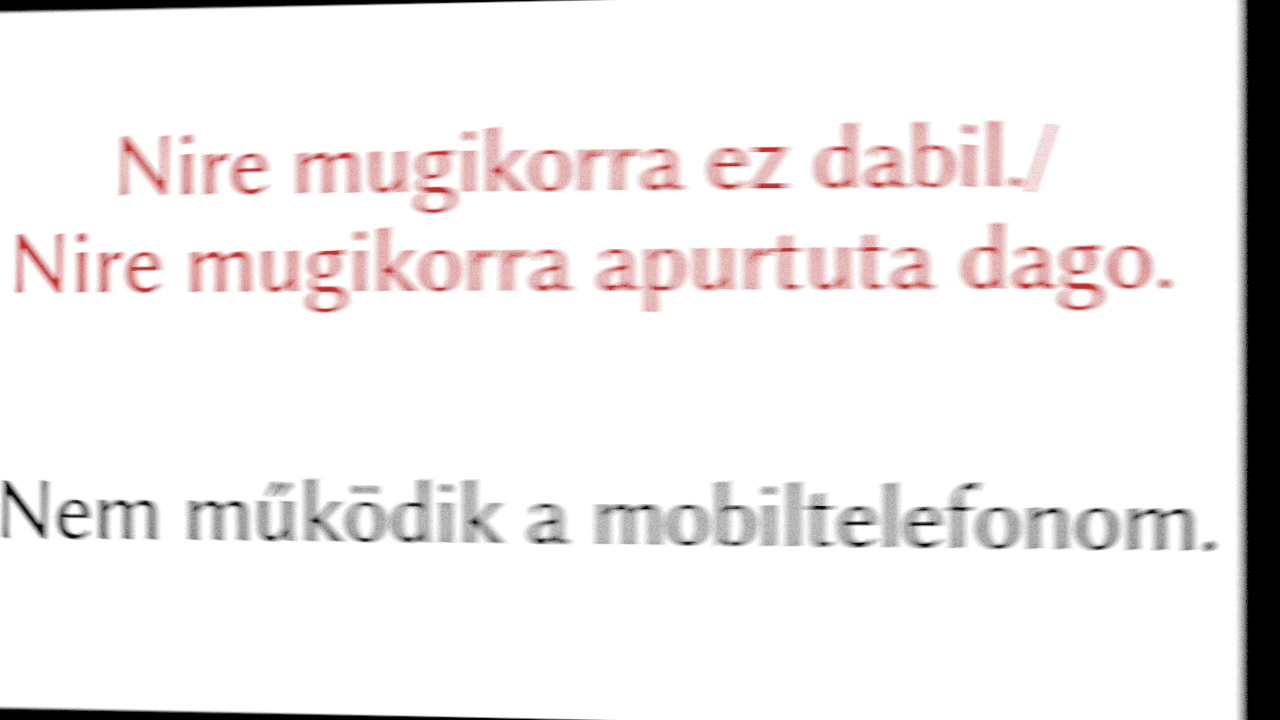 Nire mugikorra ez dabil./
Nire mugikorra apurtuta dago.
Nem működik a mobiltelefonom.